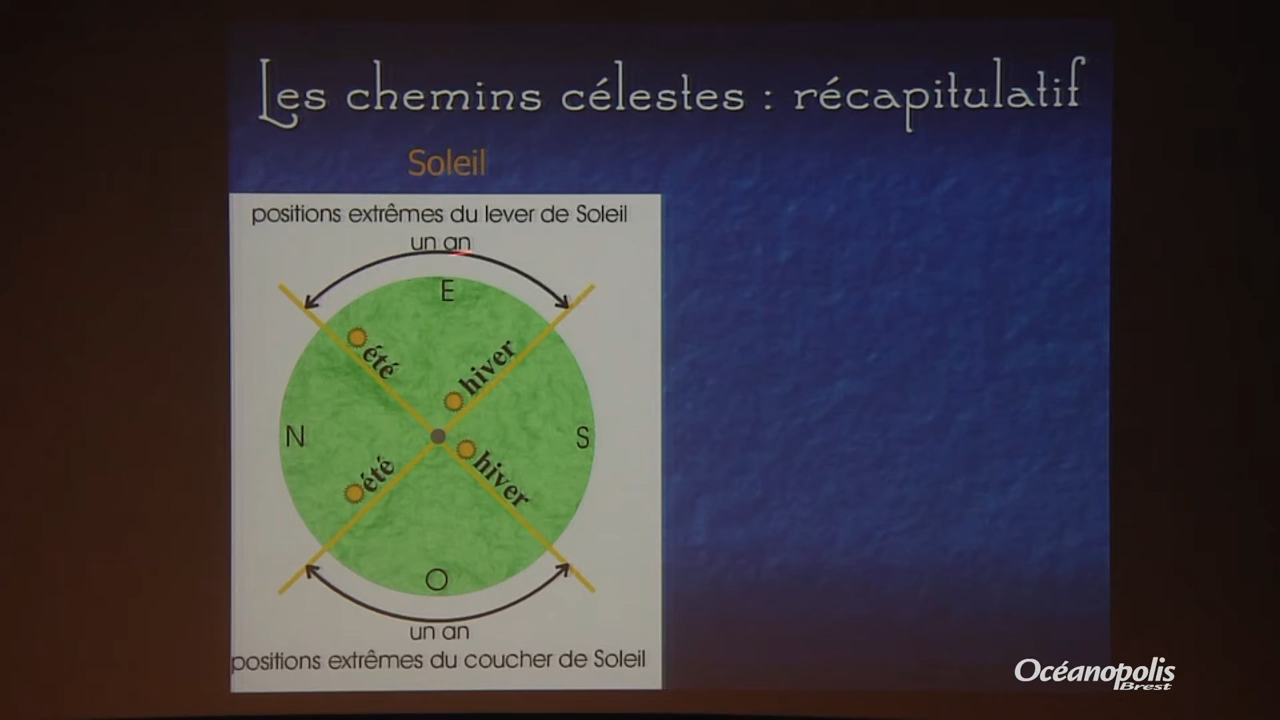 Les chemins célestes : récapitulatif
Soleil
positions extrêmes du lever de Soleil
un an
E
été
hiver
N
S
été
hiver
O
un an
positions extrêmes du coucher de Soleil
Océanopolis
Brest